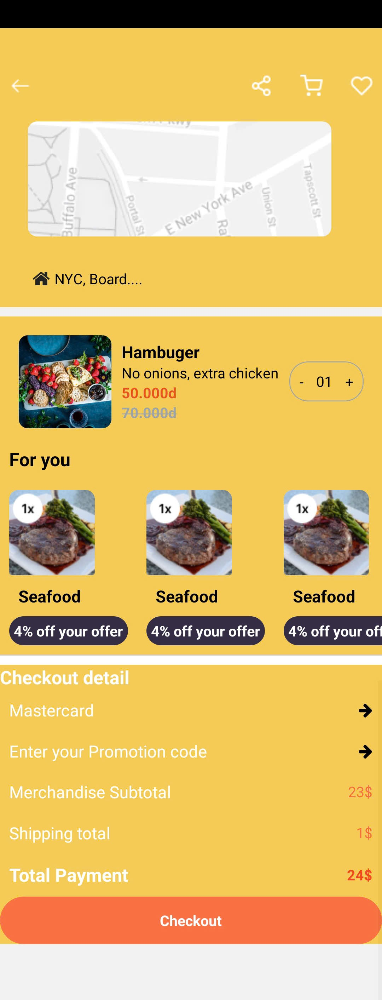 Buffalo Ave
Portal St
E New York Ave
Union St
Tapscott St
NYC, Board....
Hambuger
No onions, extra chicken
50.000d
70.000d
- 01 +
For you
1x 1x 1x
Seafood Seafood Seafood
4% off your offer 4% off your offer 4% off your off
Checkout detail
Mastercard
Enter your Promotion code
Merchandise Subtotal 23$
Shipping total 1$
Total Payment 24$
Checkout